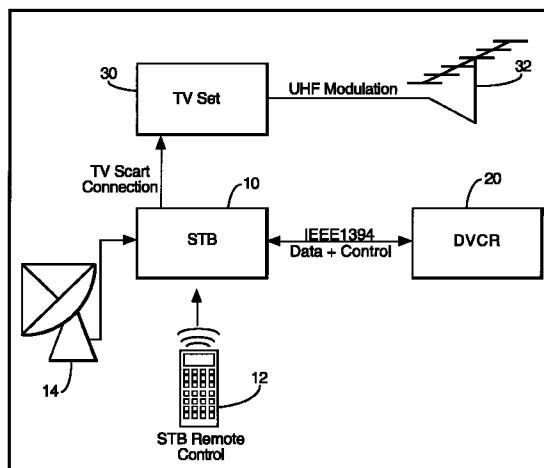 30
TV Set
UHF Modulation
32
TV Scart
Connection
10
STB
IEEE1394
Data + Control
20
DVCR
14
12
STB Remote
Control